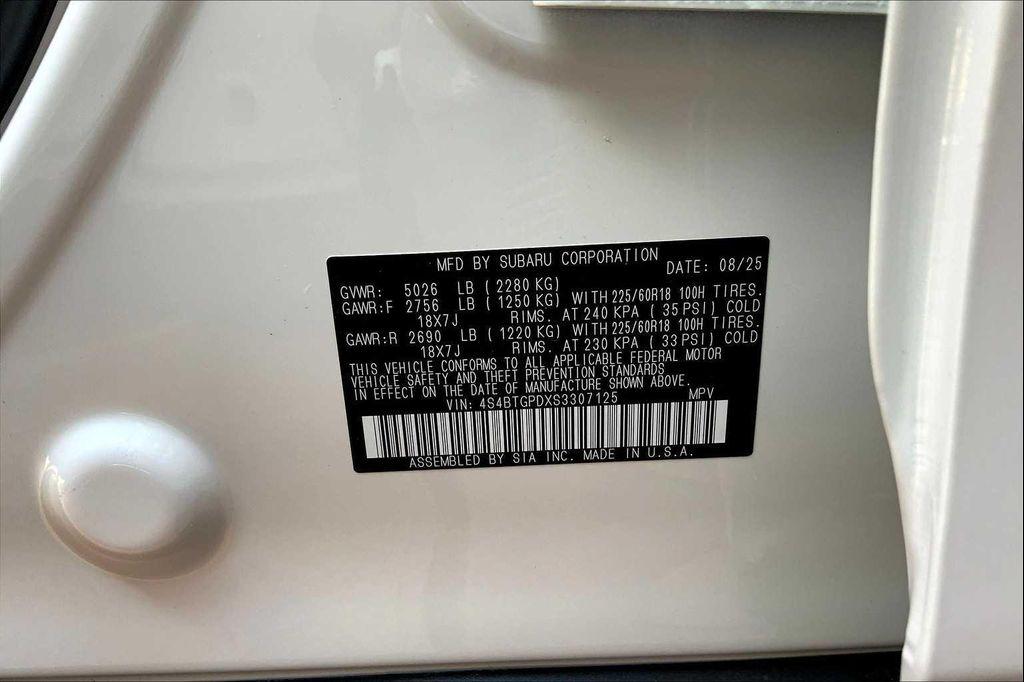 MFD BY SUBARU CORPORATION DATE: 08/25
GVWR: 5026 LB (2280 KG)
GAWR:F 2756 LB (1250 KG) WITH 225/60R18 100H TIRES.
18X7J RIMS. AT 240 KPA (35 PSI) COLD
GAWR:R 2690 LB (1220 KG) WITH 225/60R18 100H TIRES.
18X7J RIMS. AT 230 KPA (33 PSI) COLD
THIS VEHICLE CONFORMS TO ALL APPLICABLE FEDERAL MOTOR
VEHICLE SAFETY AND THEFT PREVENTION STANDARDS
IN EFFECT ON THE DATE OF MANUFACTURE SHOWN ABOVE.
VIN: 4S4BTGPDXS3307125 MPV
ASSEMBLED BY SIA INC. MADE IN U.S.A.